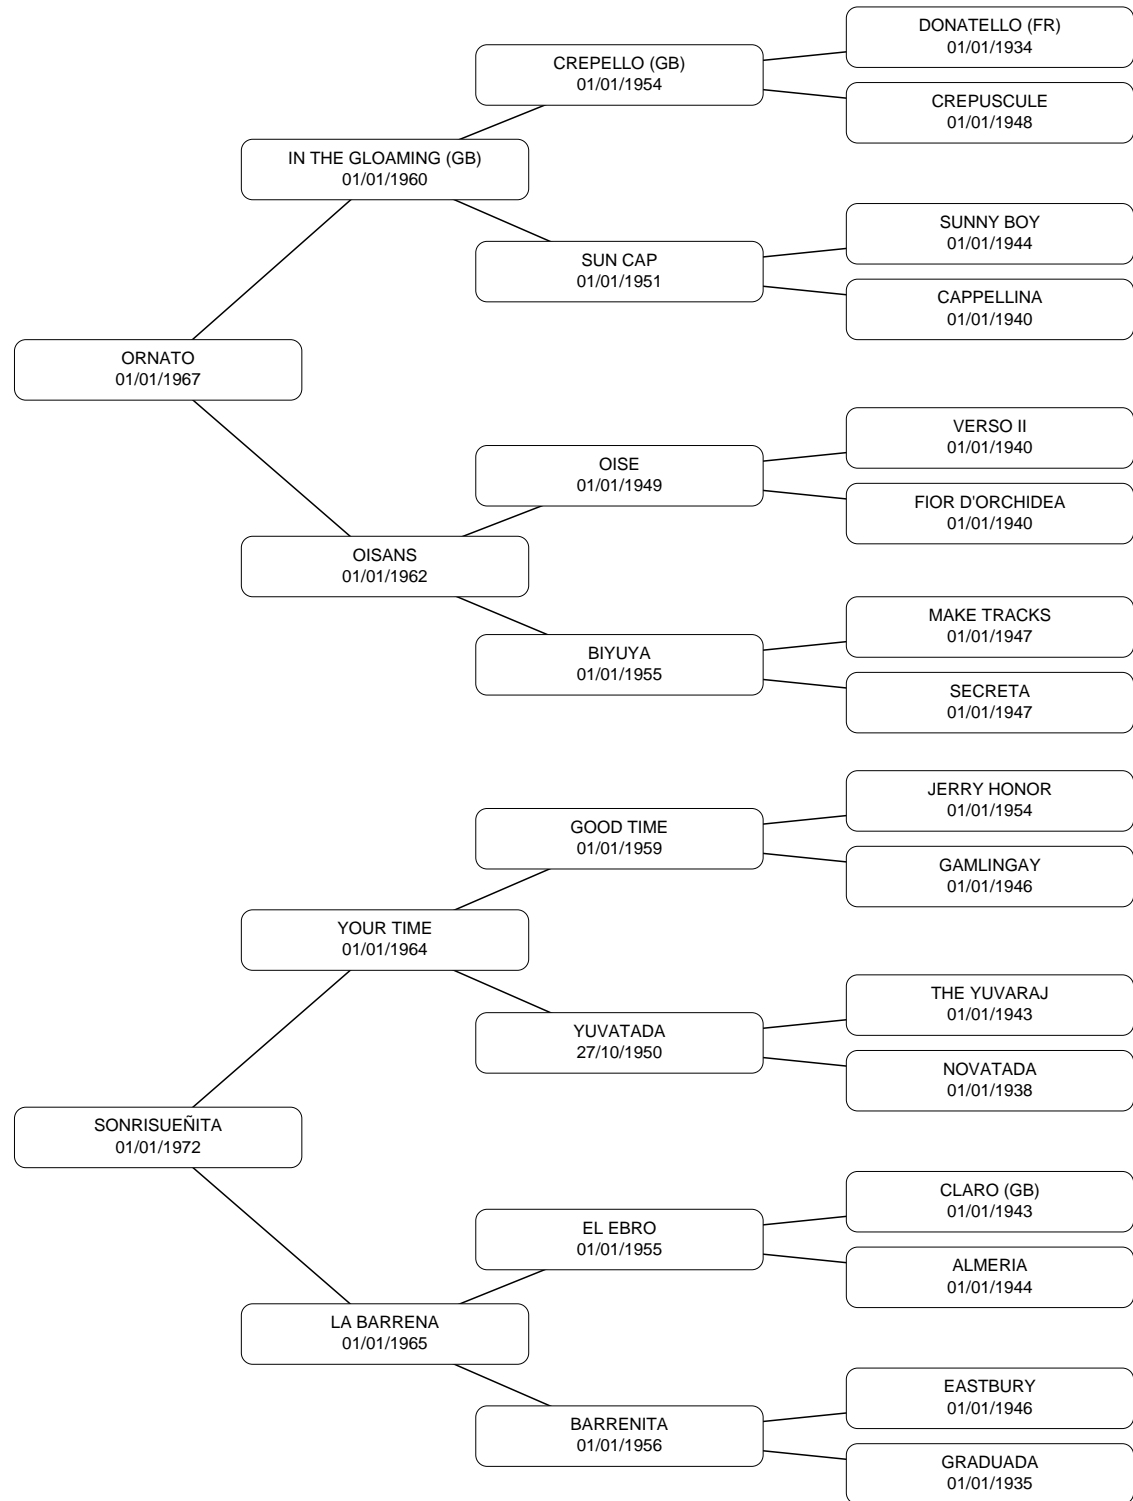 DONATELLO (FR)
01/01/1934
CREPELLO (GB)
01/01/1954
CREPUSCULE
01/01/1948
IN THE GLOAMING (GB)
01/01/1960
SUNNY BOY
01/01/1944
SUN CAP
01/01/1951
CAPPELLINA
01/01/1940
ORNATO
01/01/1967
VERSO II
01/01/1940
OISE
01/01/1949
FIOR D'ORCHIDEA
01/01/1940
OISANS
01/01/1962
MAKE TRACKS
01/01/1947
BIYUYA
01/01/1955
SECRETA
01/01/1947
JERRY HONOR
01/01/1954
GOOD TIME
01/01/1959
GAMLINGAY
01/01/1946
YOUR TIME
01/01/1964
THE YUVARAJ
01/01/1943
YUVATADA
27/10/1950
NOVATADA
01/01/1938
SONRISUEÑITA
01/01/1972
CLARO (GB)
01/01/1943
EL EBRO
01/01/1955
ALMERIA
01/01/1944
LA BARRENA
01/01/1965
EASTBURY
01/01/1946
BARRENITA
01/01/1956
GRADUADA
01/01/1935